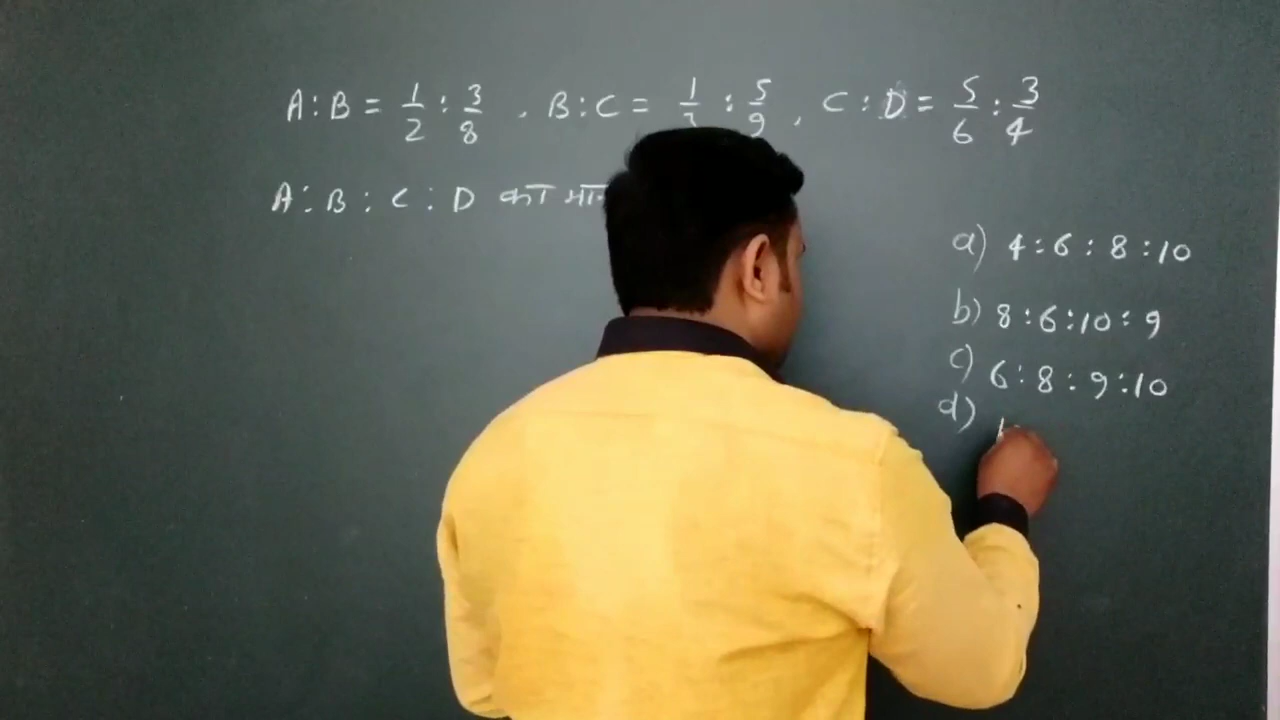 A : B = 1/2 : 3/8 , B : C = 1/3 : 5/9 , C : D = 5/6 : 3/4
A : B : C : D का
a) 4 : 6 : 8 : 10
b) 8 : 6 : 10 : 9
c) 6 : 8 : 9 : 10
d)